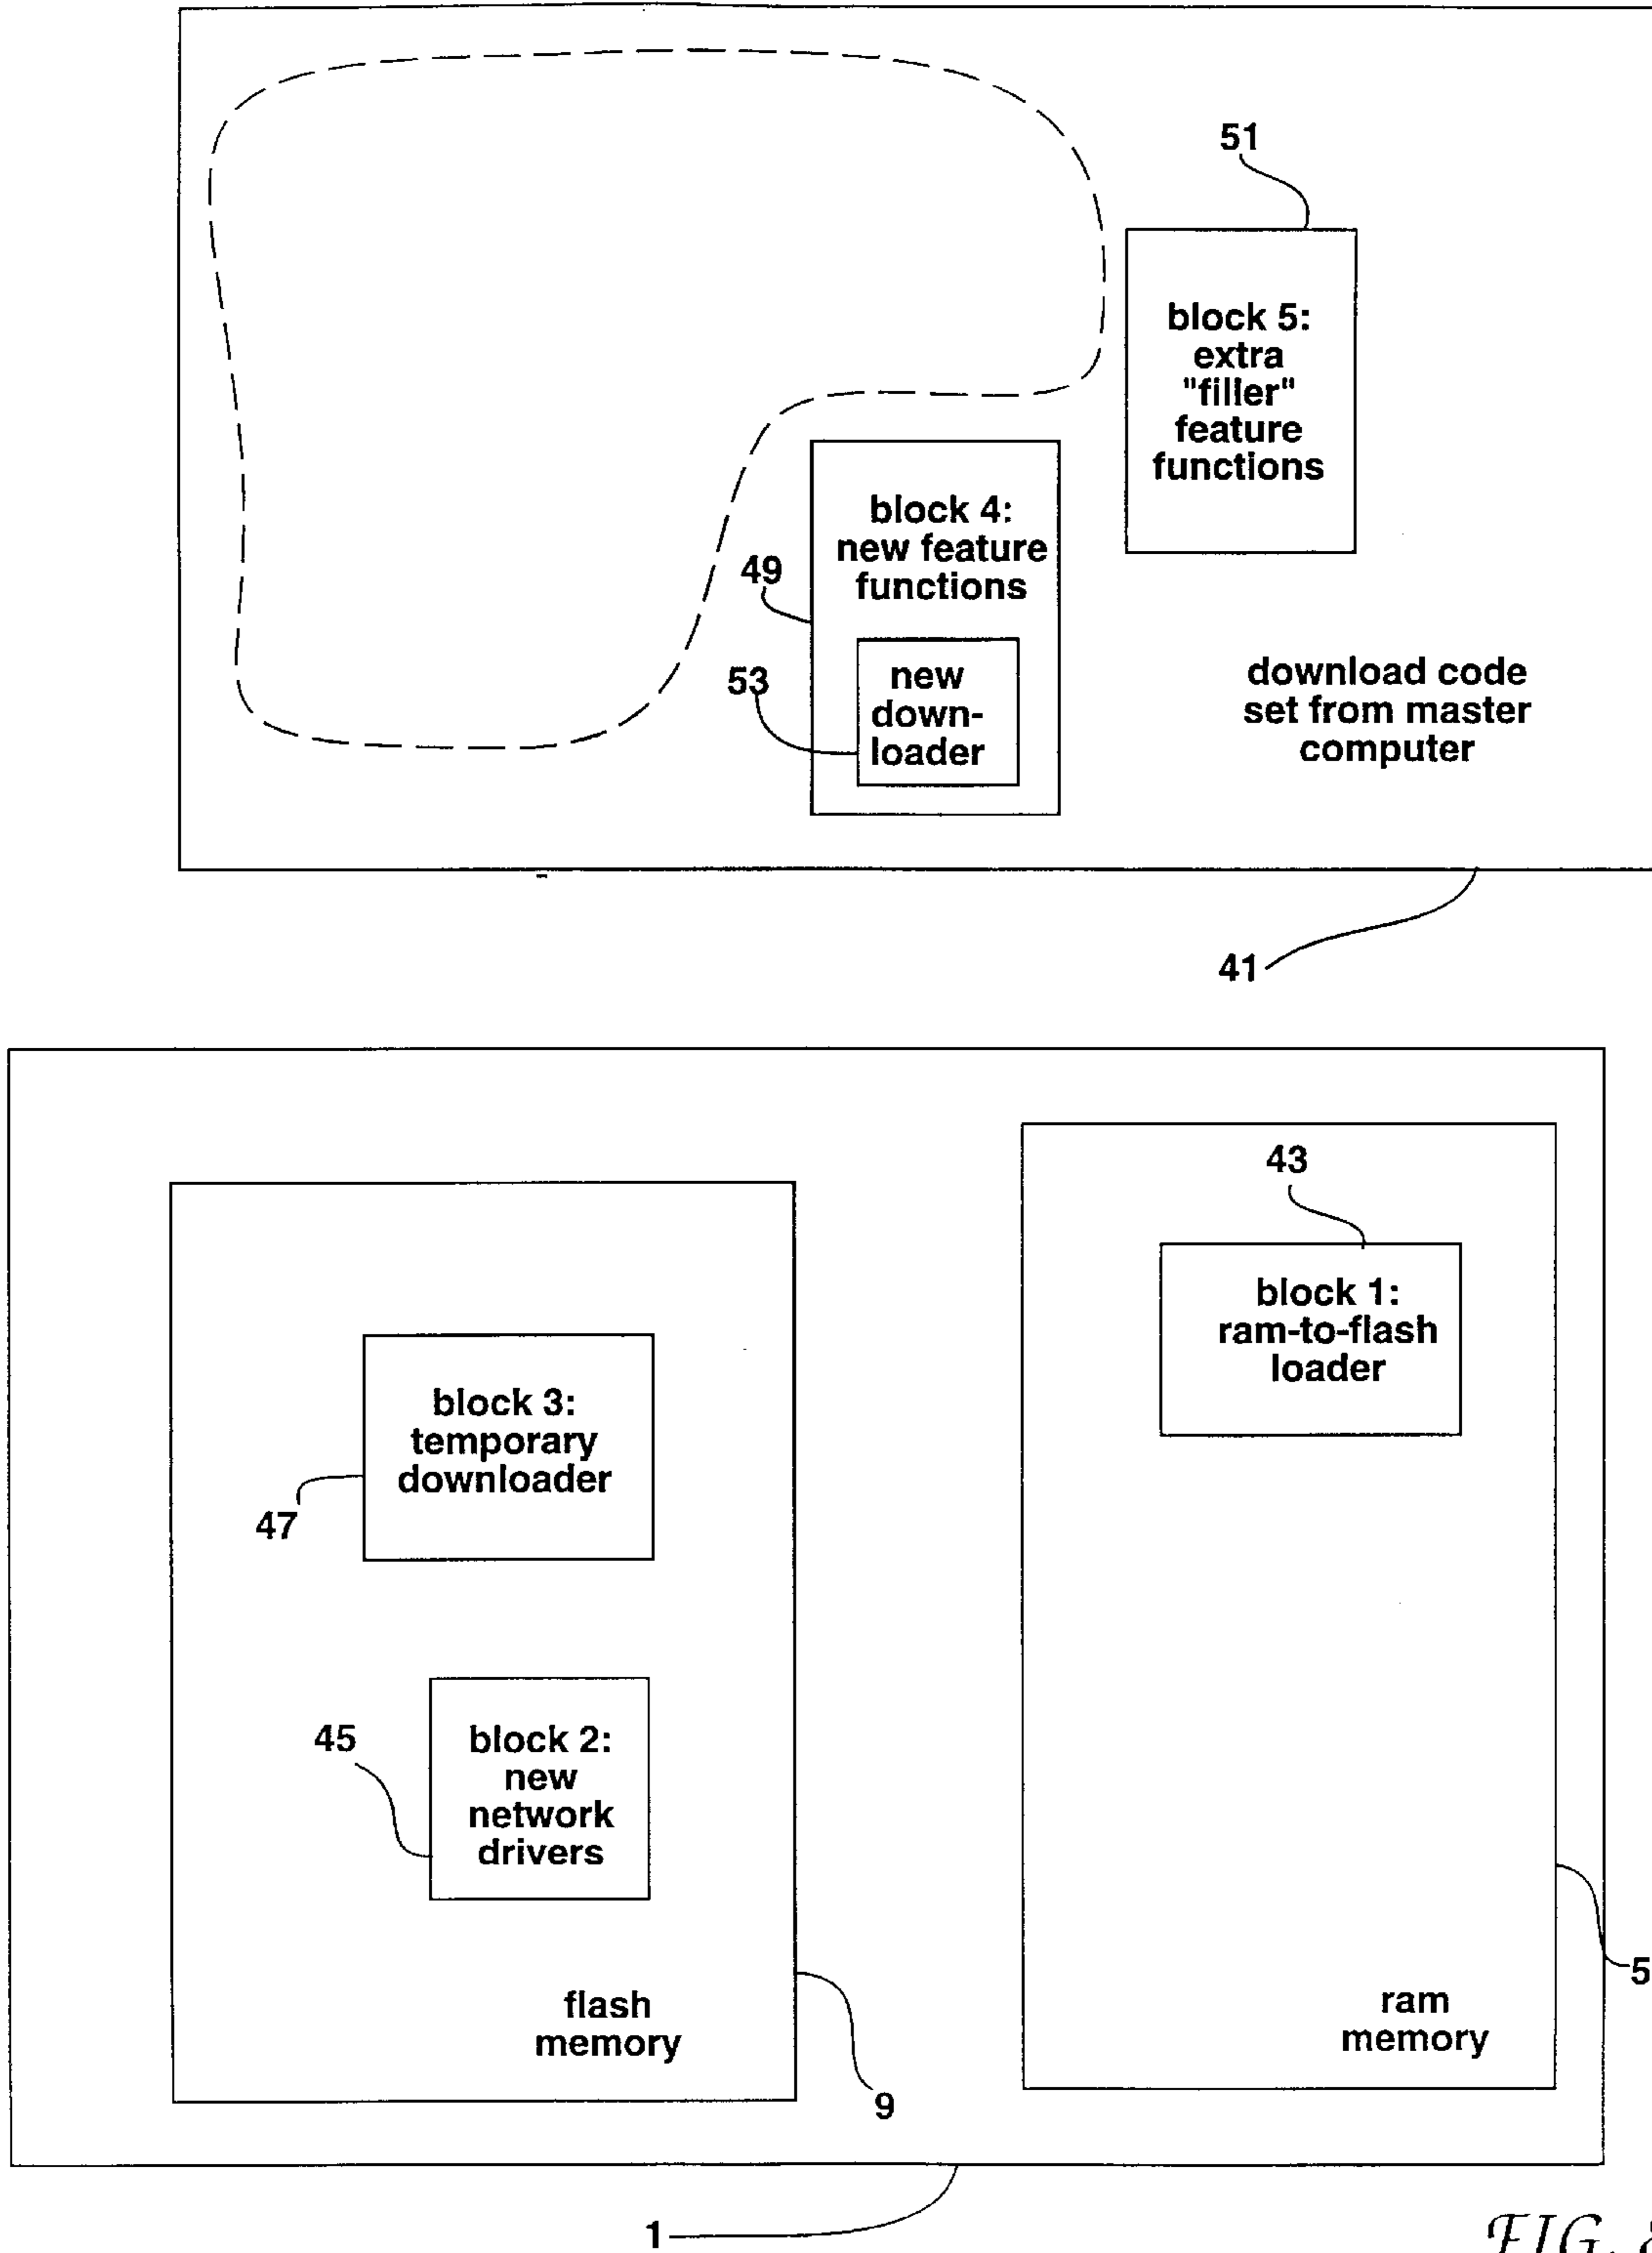 51
block 5:
extra
"filler"
feature
functions
block 4:
new feature
functions
49
53
new
down-
loader
download code
set from master
computer
41
43
block 1:
ram-to-flash
loader
block 3:
temporary
downloader
47
45
block 2:
new
network
drivers
flash
memory
9
ram
memory
5
1
FIG.